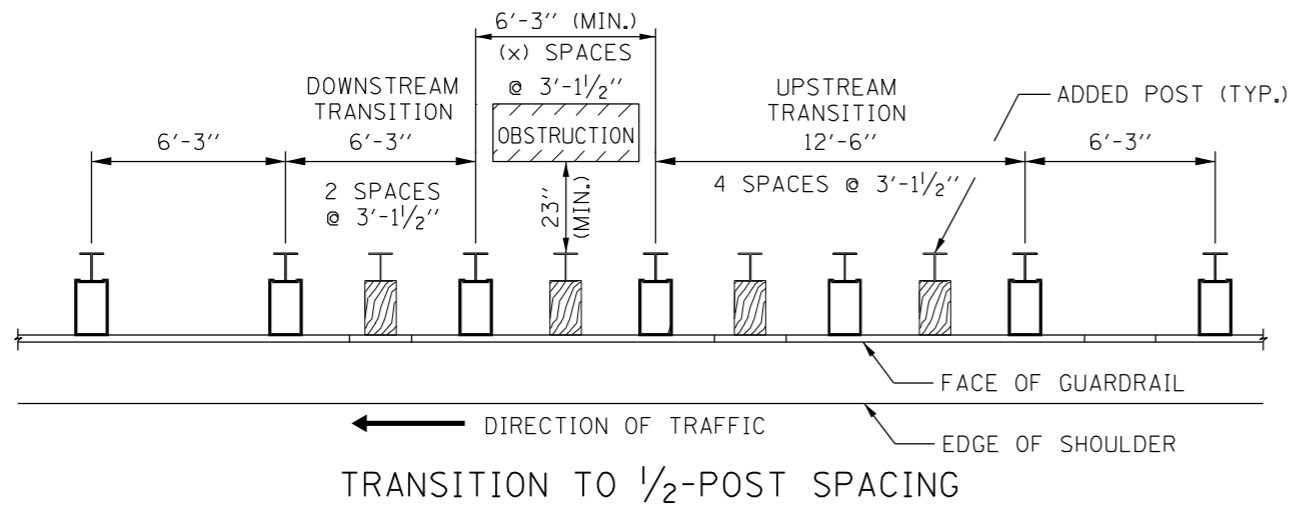 6'-3" (MIN.)
(x) SPACES
@ 3'-1½"
DOWNSTREAM
TRANSITION
UPSTREAM
TRANSITION
ADDED POST (TYP.)
6'-3"
6'-3"
OBSTRUCTION
12'-6"
6'-3"
2 SPACES
@ 3'-1½"
23"
(MIN.)
4 SPACES @ 3'-1½"
FACE OF GUARDRAIL
DIRECTION OF TRAFFIC
EDGE OF SHOULDER
TRANSITION TO ½-POST SPACING